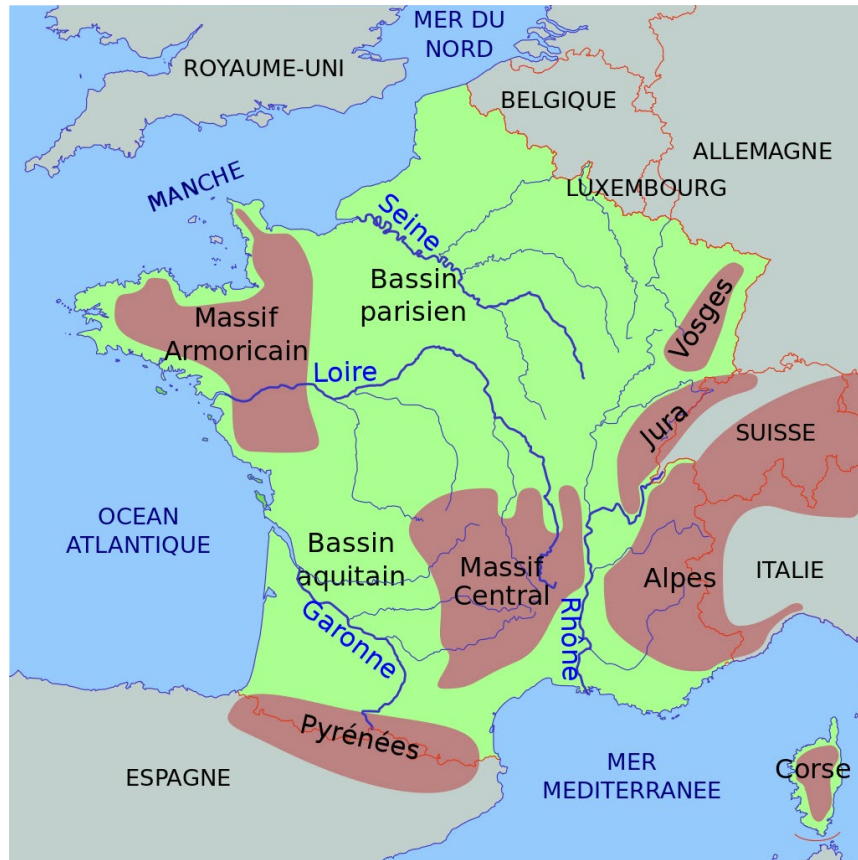 MER DU
NORD
ROYAUME-UNI
BELGIQUE
ALLEMAGNE
LUXEMBOURG
MANCHE
Seine
Bassin
parisien
Vosges
Massif
Armoricain
Loire
Jura
SUISSE
OCEAN
ATLANTIQUE
Bassin
aquitain
Massif
Central
Alpes
ITALIE
Garonne
Rhône
Pyrénées
ESPAGNE
MER
MEDITERRANEE
Corse